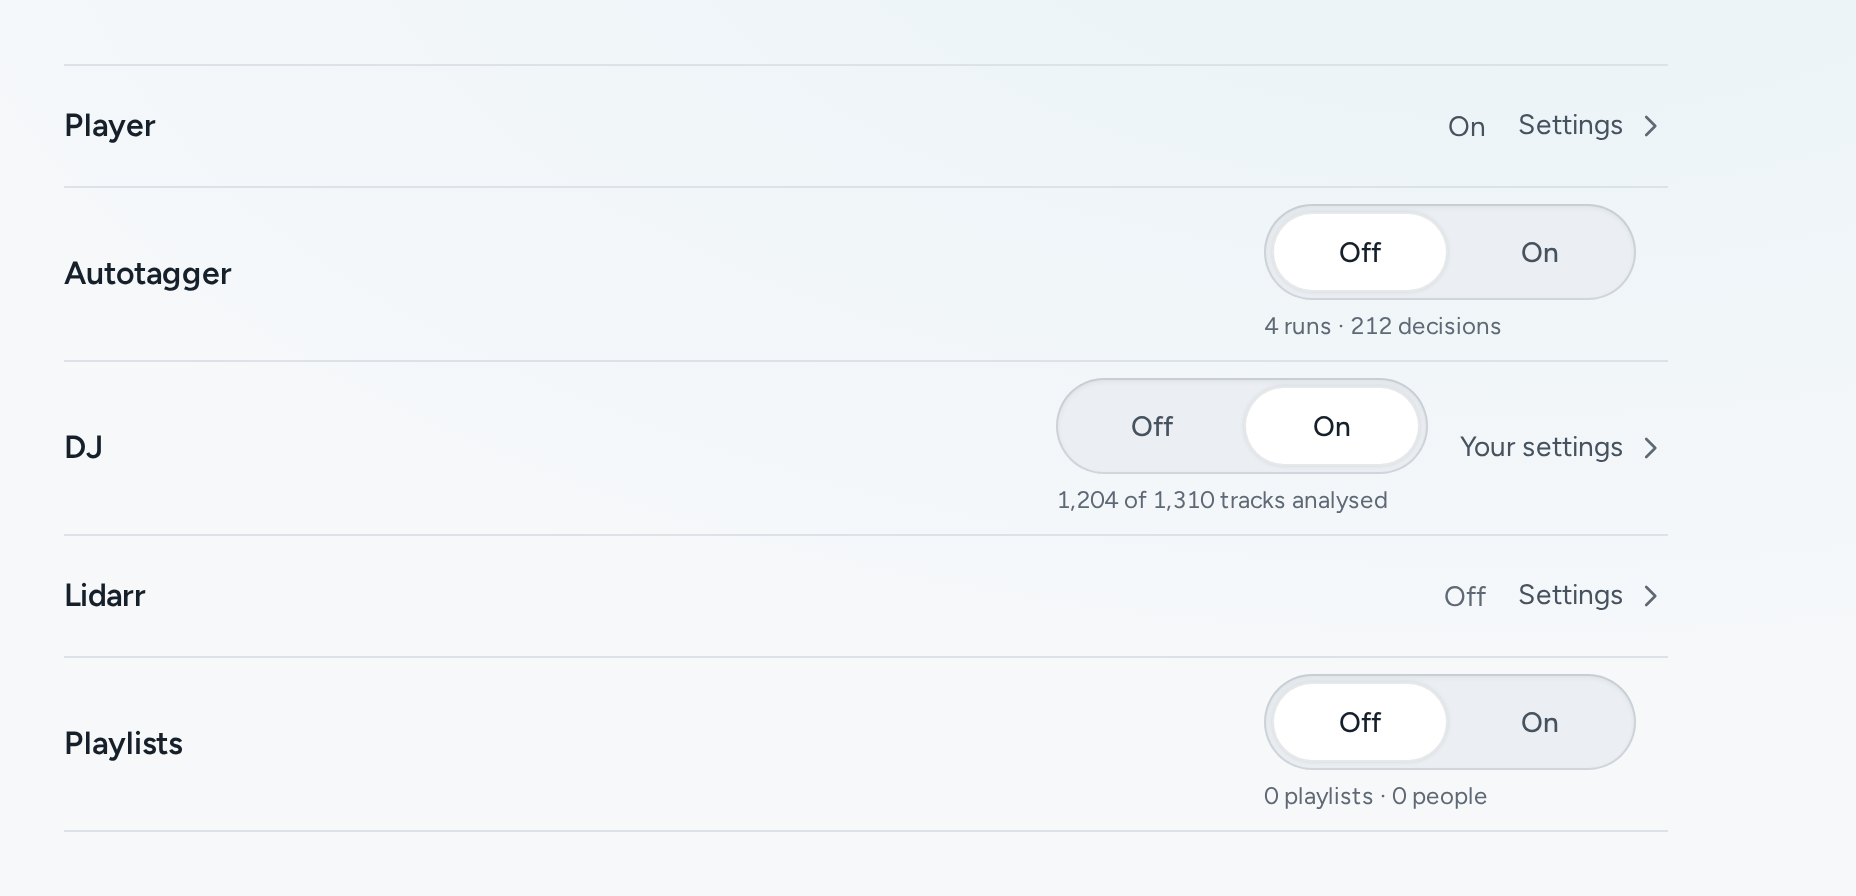 Player On Settings
Autotagger Off On
4 runs · 212 decisions
DJ Off On Your settings
1,204 of 1,310 tracks analysed
Lidarr Off Settings
Playlists Off On
0 playlists · 0 people